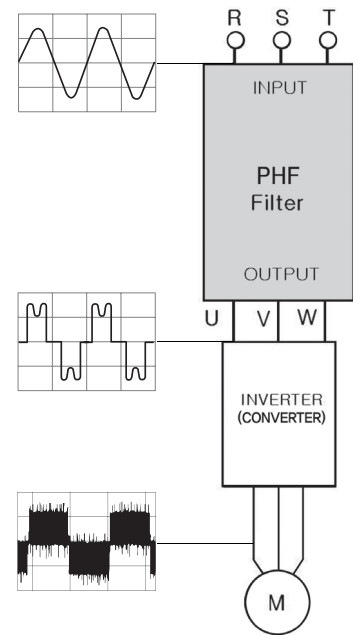 R S T
INPUT
PHF
Filter
OUTPUT
U V W
INVERTER
(CONVERTER)
M